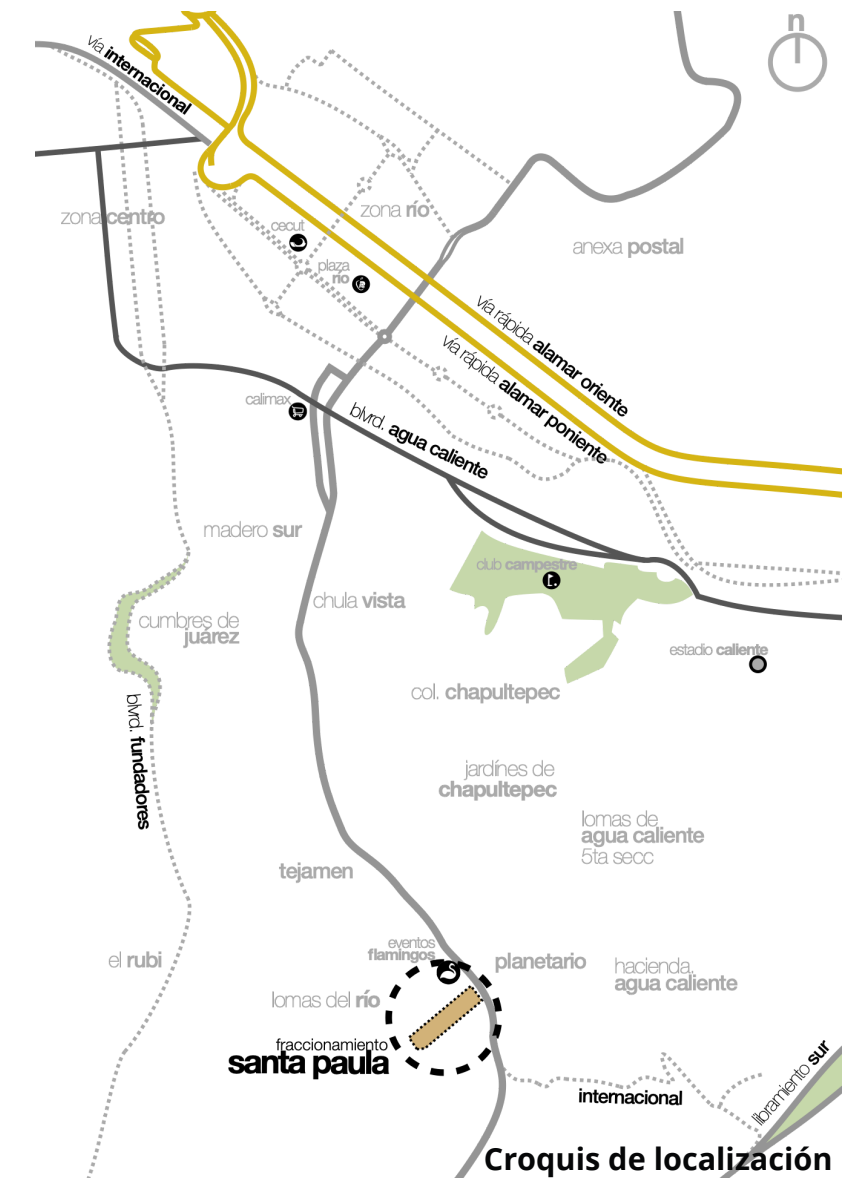 n
vía internacional
zona centro
cecut
zona río
plaza
río
anexa postal
vía rápida alamar oriente
vía rápida alamar poniente
calimax
blvrd. agua caliente
madero sur
club campestre
chula vista
cumbres de
juárez
estadio caliente
col. chapultepec
blvrd. fundadores
jardínes de
chapultepec
lomas de
agua caliente
5ta secc
tejamen
eventos
flamingos
el rubi
planetario
hacienda.
agua caliente
lomas del río
fraccionamiento
santa paula
internacional
libramiento sur
Croquis de localización